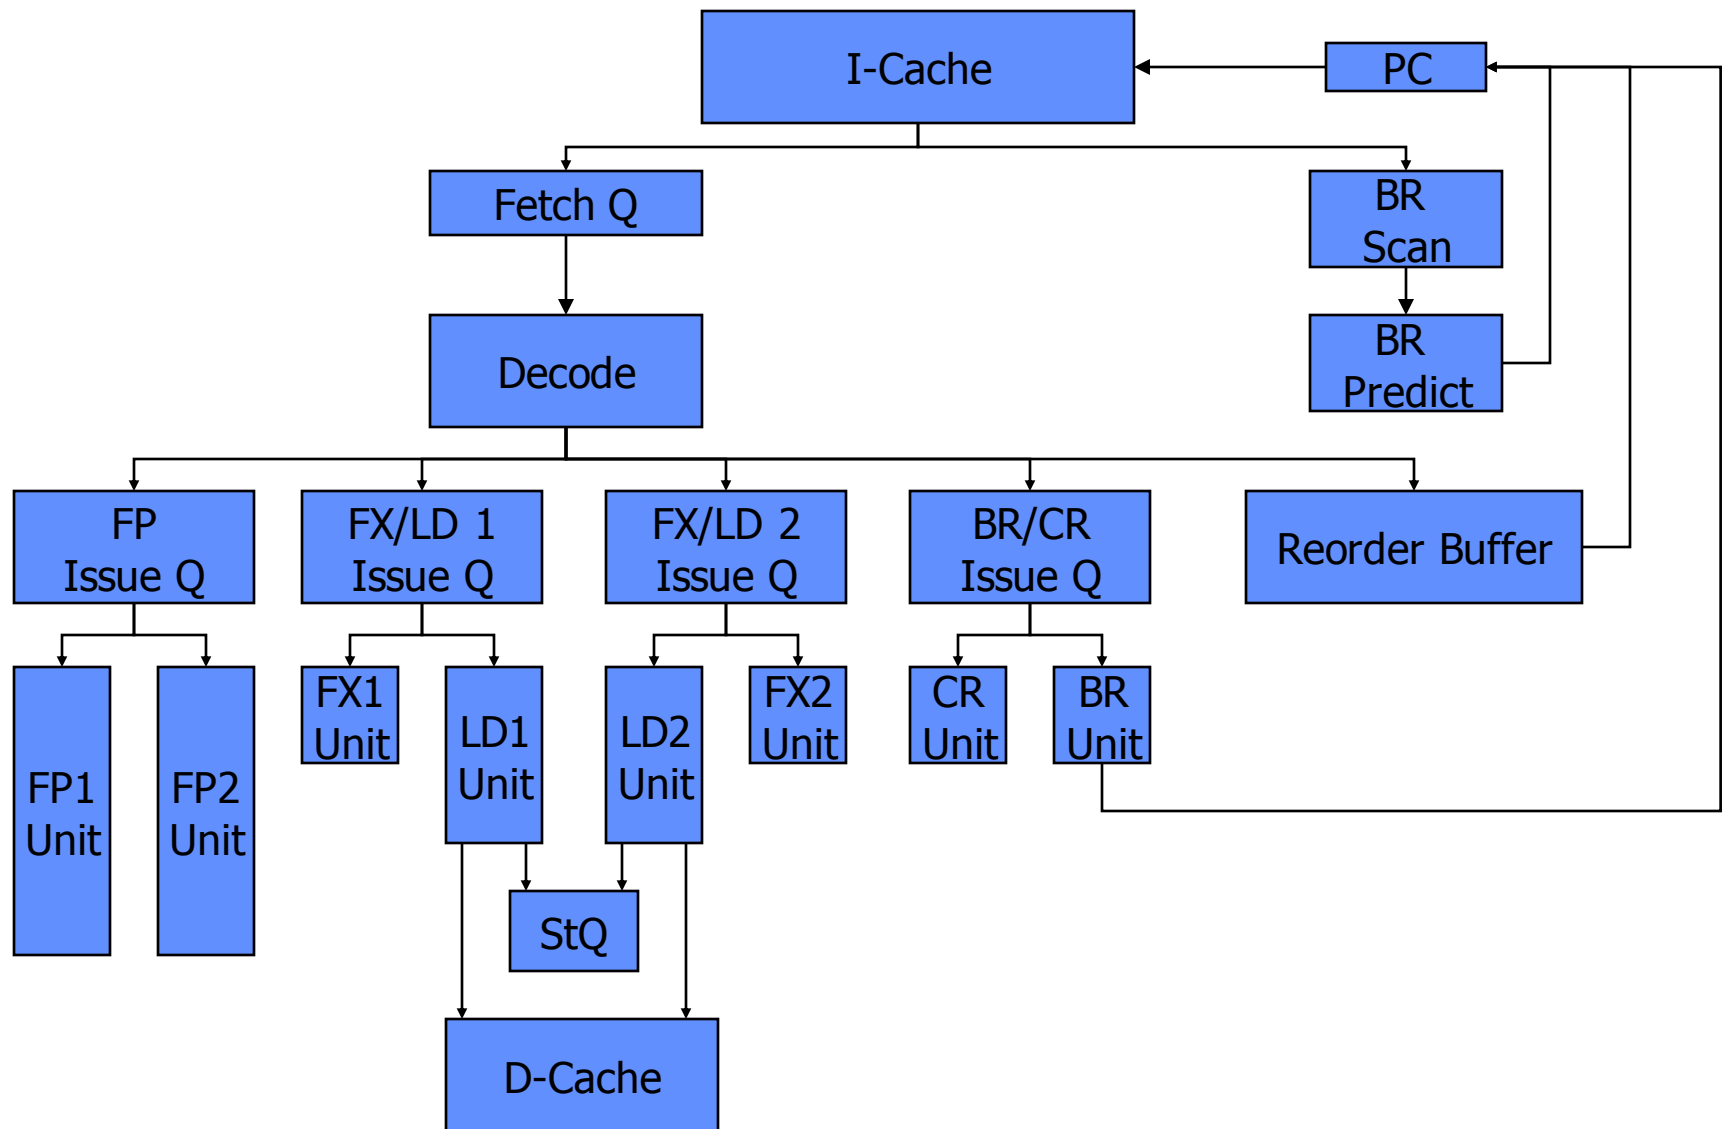 I-Cache
PC
Fetch Q
BR
Scan
Decode
BR
Predict
FP
Issue Q
FX/LD 1
Issue Q
FX/LD 2
Issue Q
BR/CR
Issue Q
Reorder Buffer
FP1
Unit
FP2
Unit
FX1
Unit
LD1
Unit
LD2
Unit
FX2
Unit
CR
Unit
BR
Unit
StQ
D-Cache